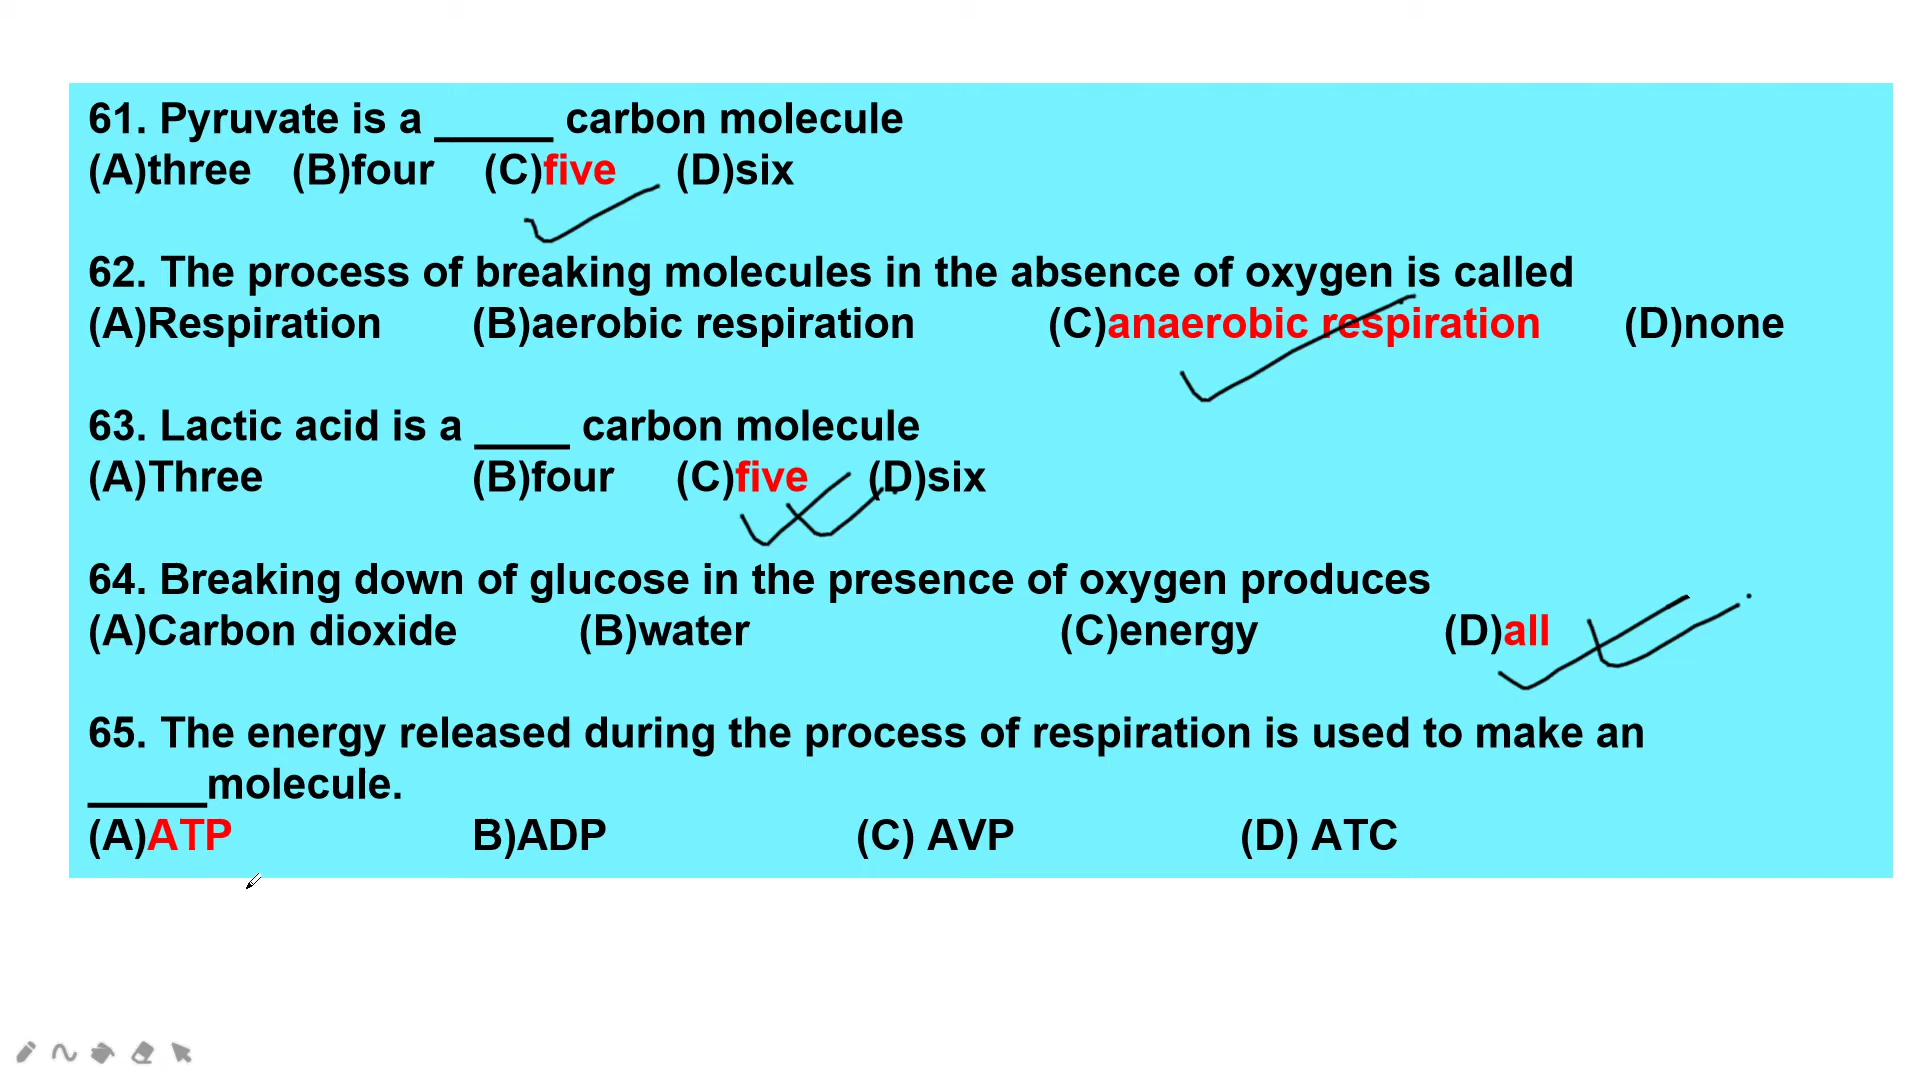 61. Pyruvate is a _____ carbon molecule
(A)three (B)four (C)five (D)six
62. The process of breaking molecules in the absence of oxygen is called
(A)Respiration (B)aerobic respiration (C)anaerobic respiration (D)none
63. Lactic acid is a ____ carbon molecule
(A)Three (B)four (C)five (D)six
64. Breaking down of glucose in the presence of oxygen produces
(A)Carbon dioxide (B)water (C)energy (D)all
65. The energy released during the process of respiration is used to make an
_____molecule.
(A)ATP B)ADP (C) AVP (D) ATC